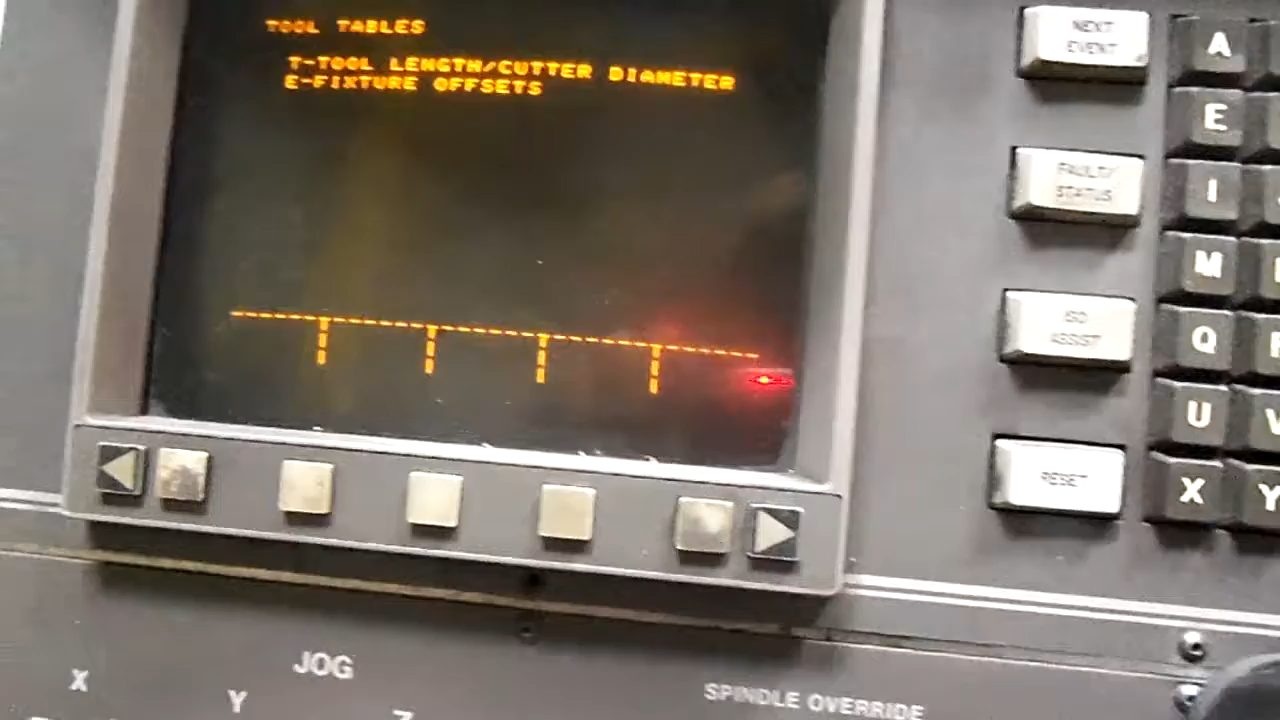 TOOL TABLES
T-TOOL LENGTH/CUTTER DIAMETER
E-FIXTURE OFFSETS
NEXT
EVENT
FAULT/
STATUS
ISO
ASSIST
RESET
A
E
I
M
Q
U
V
X
Y
JOG
X
Y
Z
SPINDLE OVERRIDE